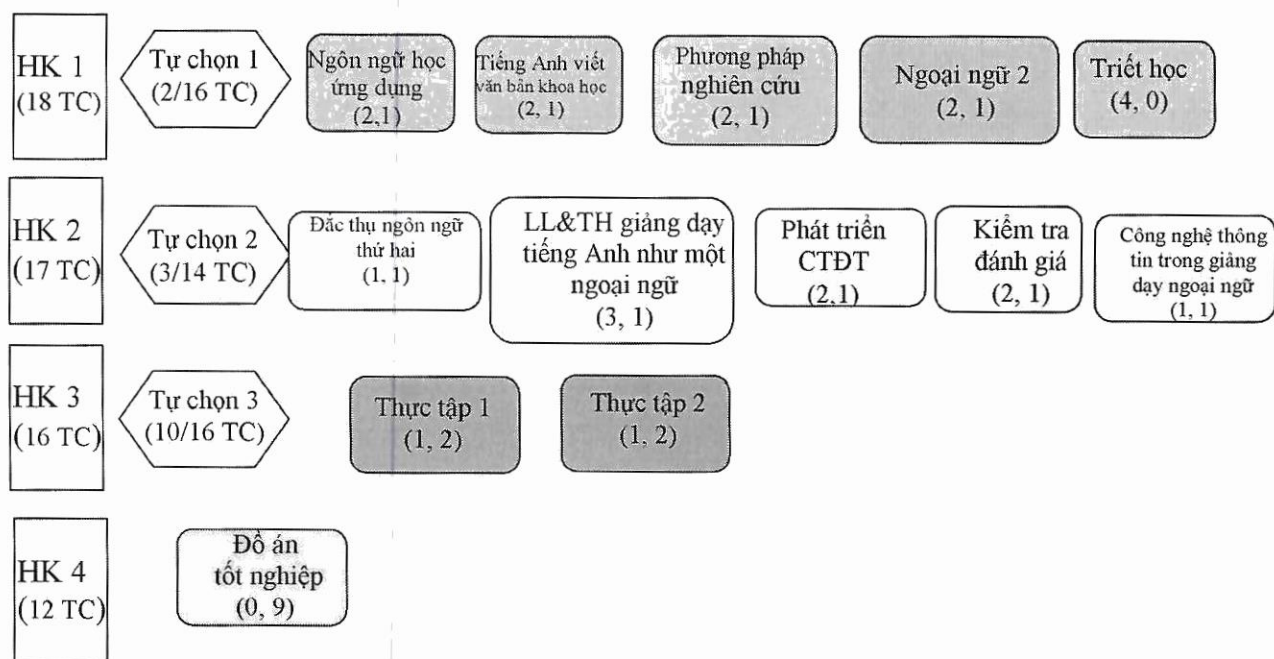 HK 1
(18 TC)
Tự chọn 1
(2/16 TC)
Ngôn ngữ học
ứng dụng
(2,1)
Tiếng Anh viết
văn bản khoa học
(2, 1)
Phương pháp
nghiên cứu
(2, 1)
Ngoại ngữ 2
(2, 1)
Triết học
(4, 0)
HK 2
(17 TC)
Tự chọn 2
(3/14 TC)
Đắc thụ ngôn ngữ
thứ hai
(1, 1)
LL&TH giảng dạy
tiếng Anh như một
ngoại ngữ
(3, 1)
Phát triển
CTĐT
(2,1)
Kiểm tra
đánh giá
(2, 1)
Công nghệ thông
tin trong giảng
dạy ngoại ngữ
(1, 1)
HK 3
(16 TC)
Tự chọn 3
(10/16 TC)
Thực tập 1
(1, 2)
Thực tập 2
(1, 2)
HK 4
(12 TC)
Đồ án
tốt nghiệp
(0, 9)